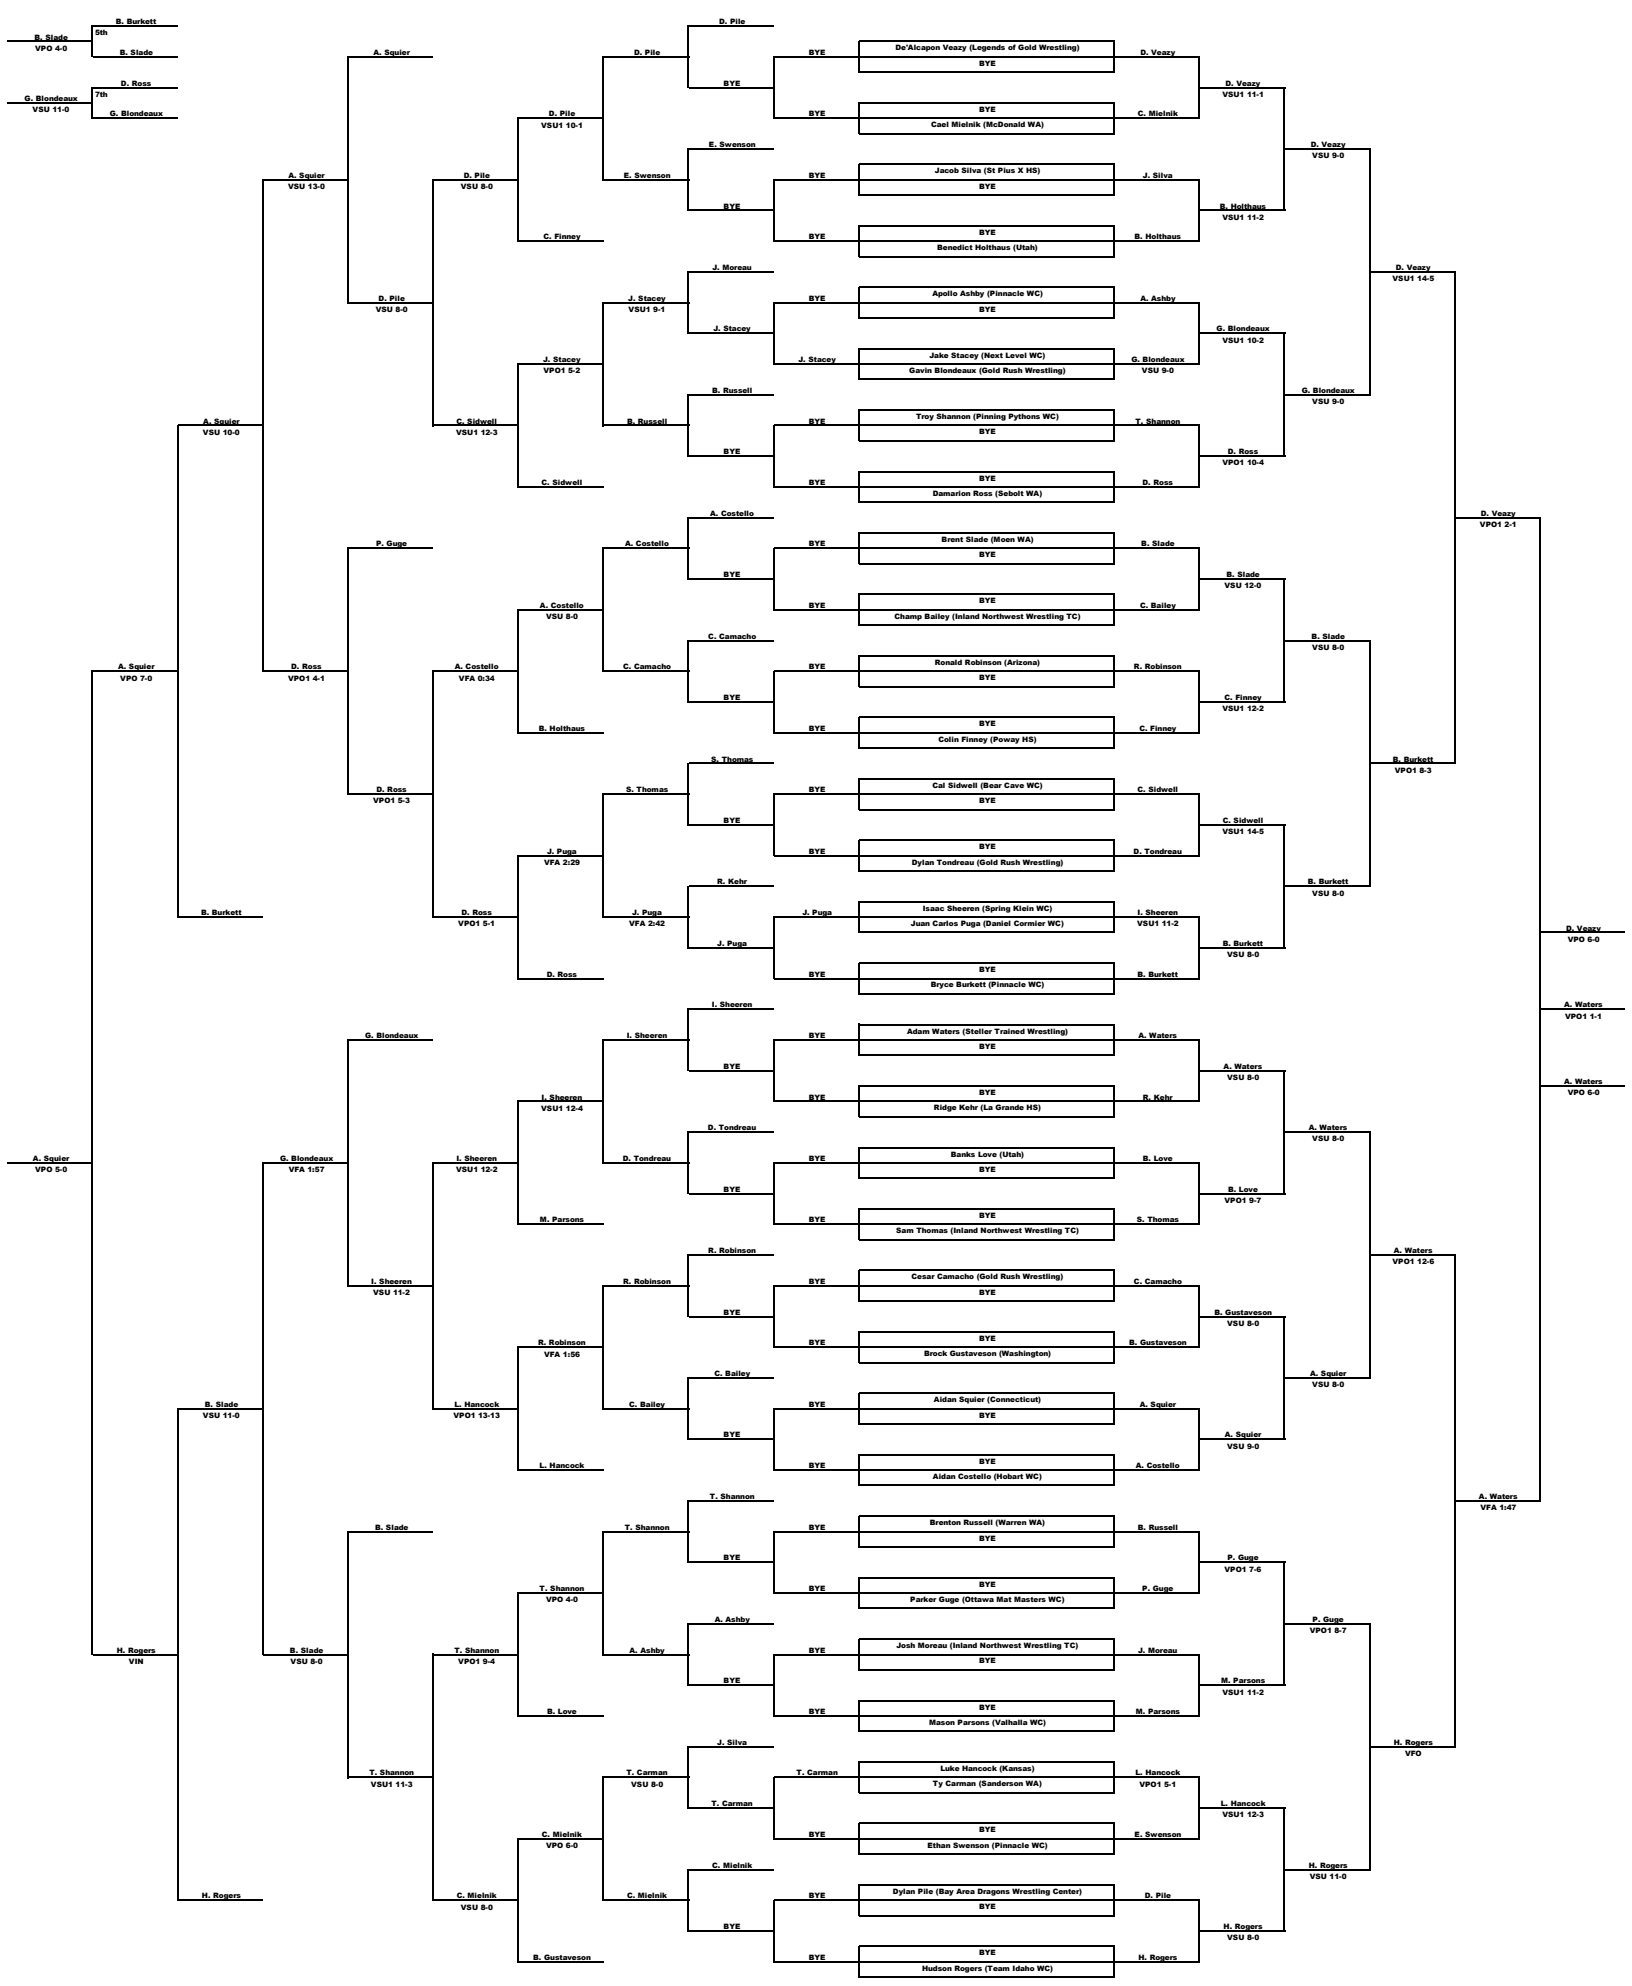 B. Slade
VPO 4-0
G. Blondeaux
VSU 11-0
A. Squier
VPO 5-0
B. Burkett
5th
B. Slade
D. Ross
7th
G. Blondeaux
A. Squier
VPO 7-0
H. Rogers
VIN
A. Squier
VSU 10-0
B. Burkett
B. Slade
VSU 11-0
H. Rogers
A. Squier
VSU 13-0
D. Ross
VPO1 4-1
G. Blondeaux
VFA 1:57
B. Slade
VSU 8-0
A. Squier
D. Pile
VSU 8-0
P. Guge
D. Ross
VPO1 5-3
G. Blondeaux
I. Sheeren
VSU 11-2
B. Slade
T. Shannon
VSU1 11-3
D. Pile
VSU 8-0
C. Sidwell
VSU1 12-3
A. Costello
VFA 0:34
D. Ross
VPO1 5-1
I. Sheeren
VSU1 12-2
L. Hancock
VPO1 13-13
T. Shannon
VPO1 9-4
C. Mielnik
VSU 8-0
D. Pile
VSU1 10-1
C. Finney
J. Stacey
VPO1 5-2
C. Sidwell
A. Costello
VSU 8-0
B. Holthaus
J. Puga
VFA 2:29
D. Ross
I. Sheeren
VSU1 12-4
M. Parsons
R. Robinson
VFA 1:56
L. Hancock
T. Shannon
VPO 4-0
B. Love
C. Mielnik
VPO 6-0
B. Gustaveson
D. Pile
E. Swenson
J. Stacey
VSU1 9-1
B. Russell
A. Costello
C. Camacho
S. Thomas
J. Puga
VFA 2:42
I. Sheeren
D. Tondreau
R. Robinson
C. Bailey
T. Shannon
A. Ashby
T. Carman
VSU 8-0
C. Mielnik
D. Pile
BYE
E. Swenson
BYE
J. Moreau
J. Stacey
B. Russell
BYE
A. Costello
BYE
C. Camacho
BYE
S. Thomas
BYE
R. Kehr
J. Puga
I. Sheeren
BYE
D. Tondreau
BYE
R. Robinson
BYE
C. Bailey
BYE
T. Shannon
BYE
A. Ashby
BYE
J. Silva
T. Carman
C. Mielnik
BYE
BYE
BYE
BYE
BYE
BYE
J. Stacey
BYE
BYE
BYE
BYE
BYE
BYE
BYE
BYE
J. Puga
BYE
BYE
BYE
BYE
BYE
BYE
BYE
BYE
BYE
BYE
BYE
BYE
BYE
T. Carman
BYE
BYE
BYE
De'Alcapon Veazy (Legends of Gold Wrestling)
BYE
BYE
Cael Mielnik (McDonald WA)
Jacob Silva (St Pius X HS)
BYE
BYE
Benedict Holthaus (Utah)
Apollo Ashby (Pinnacle WC)
BYE
Jake Stacey (Next Level WC)
Gavin Blondeaux (Gold Rush Wrestling)
Troy Shannon (Pinning Pythons WC)
BYE
BYE
Damarion Ross (Sebolt WA)
Brent Slade (Moen WA)
BYE
BYE
Champ Bailey (Inland Northwest Wrestling TC)
Ronald Robinson (Arizona)
BYE
BYE
Colin Finney (Poway HS)
Cal Sidwell (Bear Cave WC)
BYE
BYE
Dylan Tondreau (Gold Rush Wrestling)
Isaac Sheeren (Spring Klein WC)
Juan Carlos Puga (Daniel Cormier WC)
BYE
Bryce Burkett (Pinnacle WC)
Adam Waters (Steller Trained Wrestling)
BYE
BYE
Ridge Kehr (La Grande HS)
Banks Love (Utah)
BYE
BYE
Sam Thomas (Inland Northwest Wrestling TC)
Cesar Camacho (Gold Rush Wrestling)
BYE
BYE
Brock Gustaveson (Washington)
Aidan Squier (Connecticut)
BYE
BYE
Aidan Costello (Hobart WC)
Brenton Russell (Warren WA)
BYE
BYE
Parker Guge (Ottawa Mat Masters WC)
Josh Moreau (Inland Northwest Wrestling TC)
BYE
BYE
Mason Parsons (Valhalla WC)
Luke Hancock (Kansas)
Ty Carman (Sanderson WA)
BYE
Ethan Swenson (Pinnacle WC)
Dylan Pile (Bay Area Dragons Wrestling Center)
BYE
BYE
Hudson Rogers (Team Idaho WC)
D. Veazy
C. Mielnik
J. Silva
B. Holthaus
A. Ashby
G. Blondeaux
VSU 9-0
T. Shannon
D. Ross
B. Slade
C. Bailey
R. Robinson
C. Finney
C. Sidwell
D. Tondreau
I. Sheeren
VSU1 11-2
B. Burkett
A. Waters
R. Kehr
B. Love
S. Thomas
C. Camacho
B. Gustaveson
A. Squier
A. Costello
B. Russell
P. Guge
J. Moreau
M. Parsons
L. Hancock
VPO1 5-1
E. Swenson
D. Pile
H. Rogers
D. Veazy
VSU1 11-1
B. Holthaus
VSU1 11-2
G. Blondeaux
VSU1 10-2
D. Ross
VPO1 10-4
B. Slade
VSU 12-0
C. Finney
VSU1 12-2
C. Sidwell
VSU1 14-5
B. Burkett
VSU 8-0
A. Waters
VSU 8-0
B. Love
VPO1 9-7
B. Gustaveson
VSU 8-0
A. Squier
VSU 9-0
P. Guge
VPO1 7-6
M. Parsons
VSU1 11-2
L. Hancock
VSU1 12-3
H. Rogers
VSU 8-0
D. Veazy
VSU 9-0
G. Blondeaux
VSU 9-0
B. Slade
VSU 8-0
B. Burkett
VSU 8-0
A. Waters
VSU 8-0
A. Squier
VSU 8-0
P. Guge
VPO1 8-7
H. Rogers
VSU 11-0
D. Veazy
VSU1 14-5
B. Burkett
VPO1 8-3
A. Waters
VPO1 12-6
H. Rogers
VFO
D. Veazy
VPO1 2-1
A. Waters
VFA 1:47
D. Veazy
VPO 6-0
A. Waters
VPO1 1-1
A. Waters
VPO 6-0